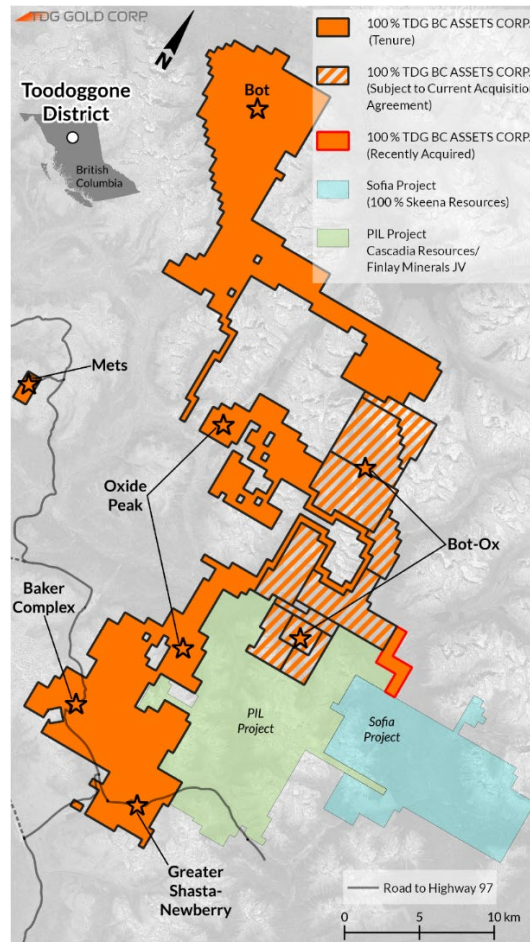 TDG GOLD CORP.
N
Toodoggone
District
British
Columbia
100 % TDG BC ASSETS CORP.
(Tenure)
100 % TDG BC ASSETS CORP.
(Subject to Current Acquisition
Agreement)
100 % TDG BC ASSETS CORP.
(Recently Acquired)
Sofia Project
(100 % Skeena Resources)
PIL Project
Cascadia Resources/
Finlay Minerals JV
Bot
Mets
Oxide
Peak
Bot-Ox
Baker
Complex
PIL
Project
Sofia
Project
Greater
Shasta-
Newberry
Road to Highway 97
0 5 10 km